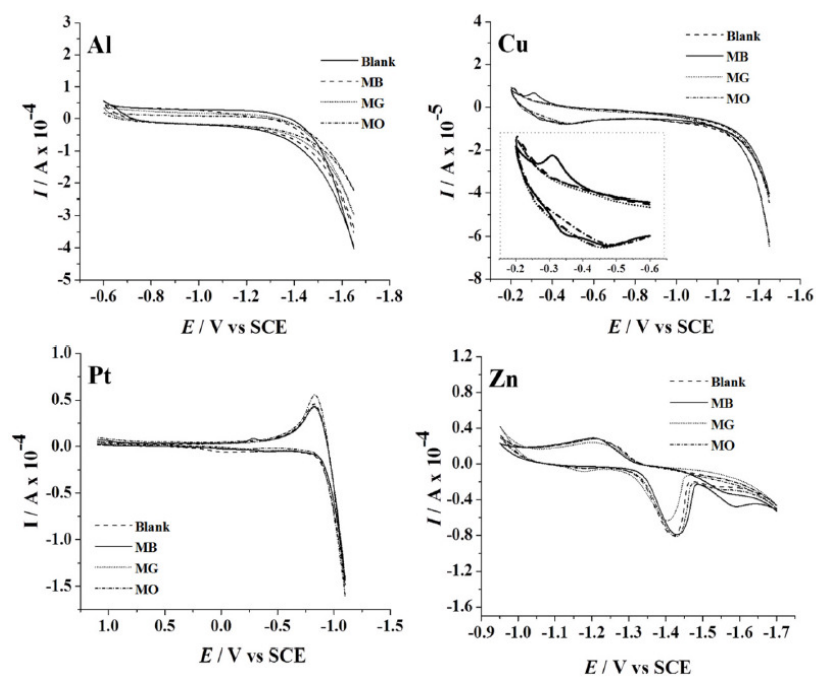 Al
Blank
MB
MG
MO
3
2
1
0
-1
-2
-3
-4
-5
I / A x 10⁻⁴
-0.6 -0.8 -1.0 -1.2 -1.4 -1.6 -1.8
E / V vs SCE
Cu
Blank
MB
MG
MO
4
2
0
-2
-4
-6
-8
I / A x 10⁻⁵
-0.2 -0.3 -0.4 -0.5 -0.6
-0.2 -0.4 -0.6 -0.8 -1.0 -1.2 -1.4 -1.6
E / V vs SCE
Pt
1.0
0.5
0.0
-0.5
-1.0
-1.5
I / A x 10⁻⁴
Blank
MB
MG
MO
1.0 0.5 0.0 -0.5 -1.0 -1.5
E / V vs SCE
Zn
Blank
MB
MG
MO
1.2
0.8
0.4
0.0
-0.4
-0.8
-1.2
-1.6
I / A x 10⁻⁴
-0.9 -1.0 -1.1 -1.2 -1.3 -1.4 -1.5 -1.6 -1.7
E / V vs SCE